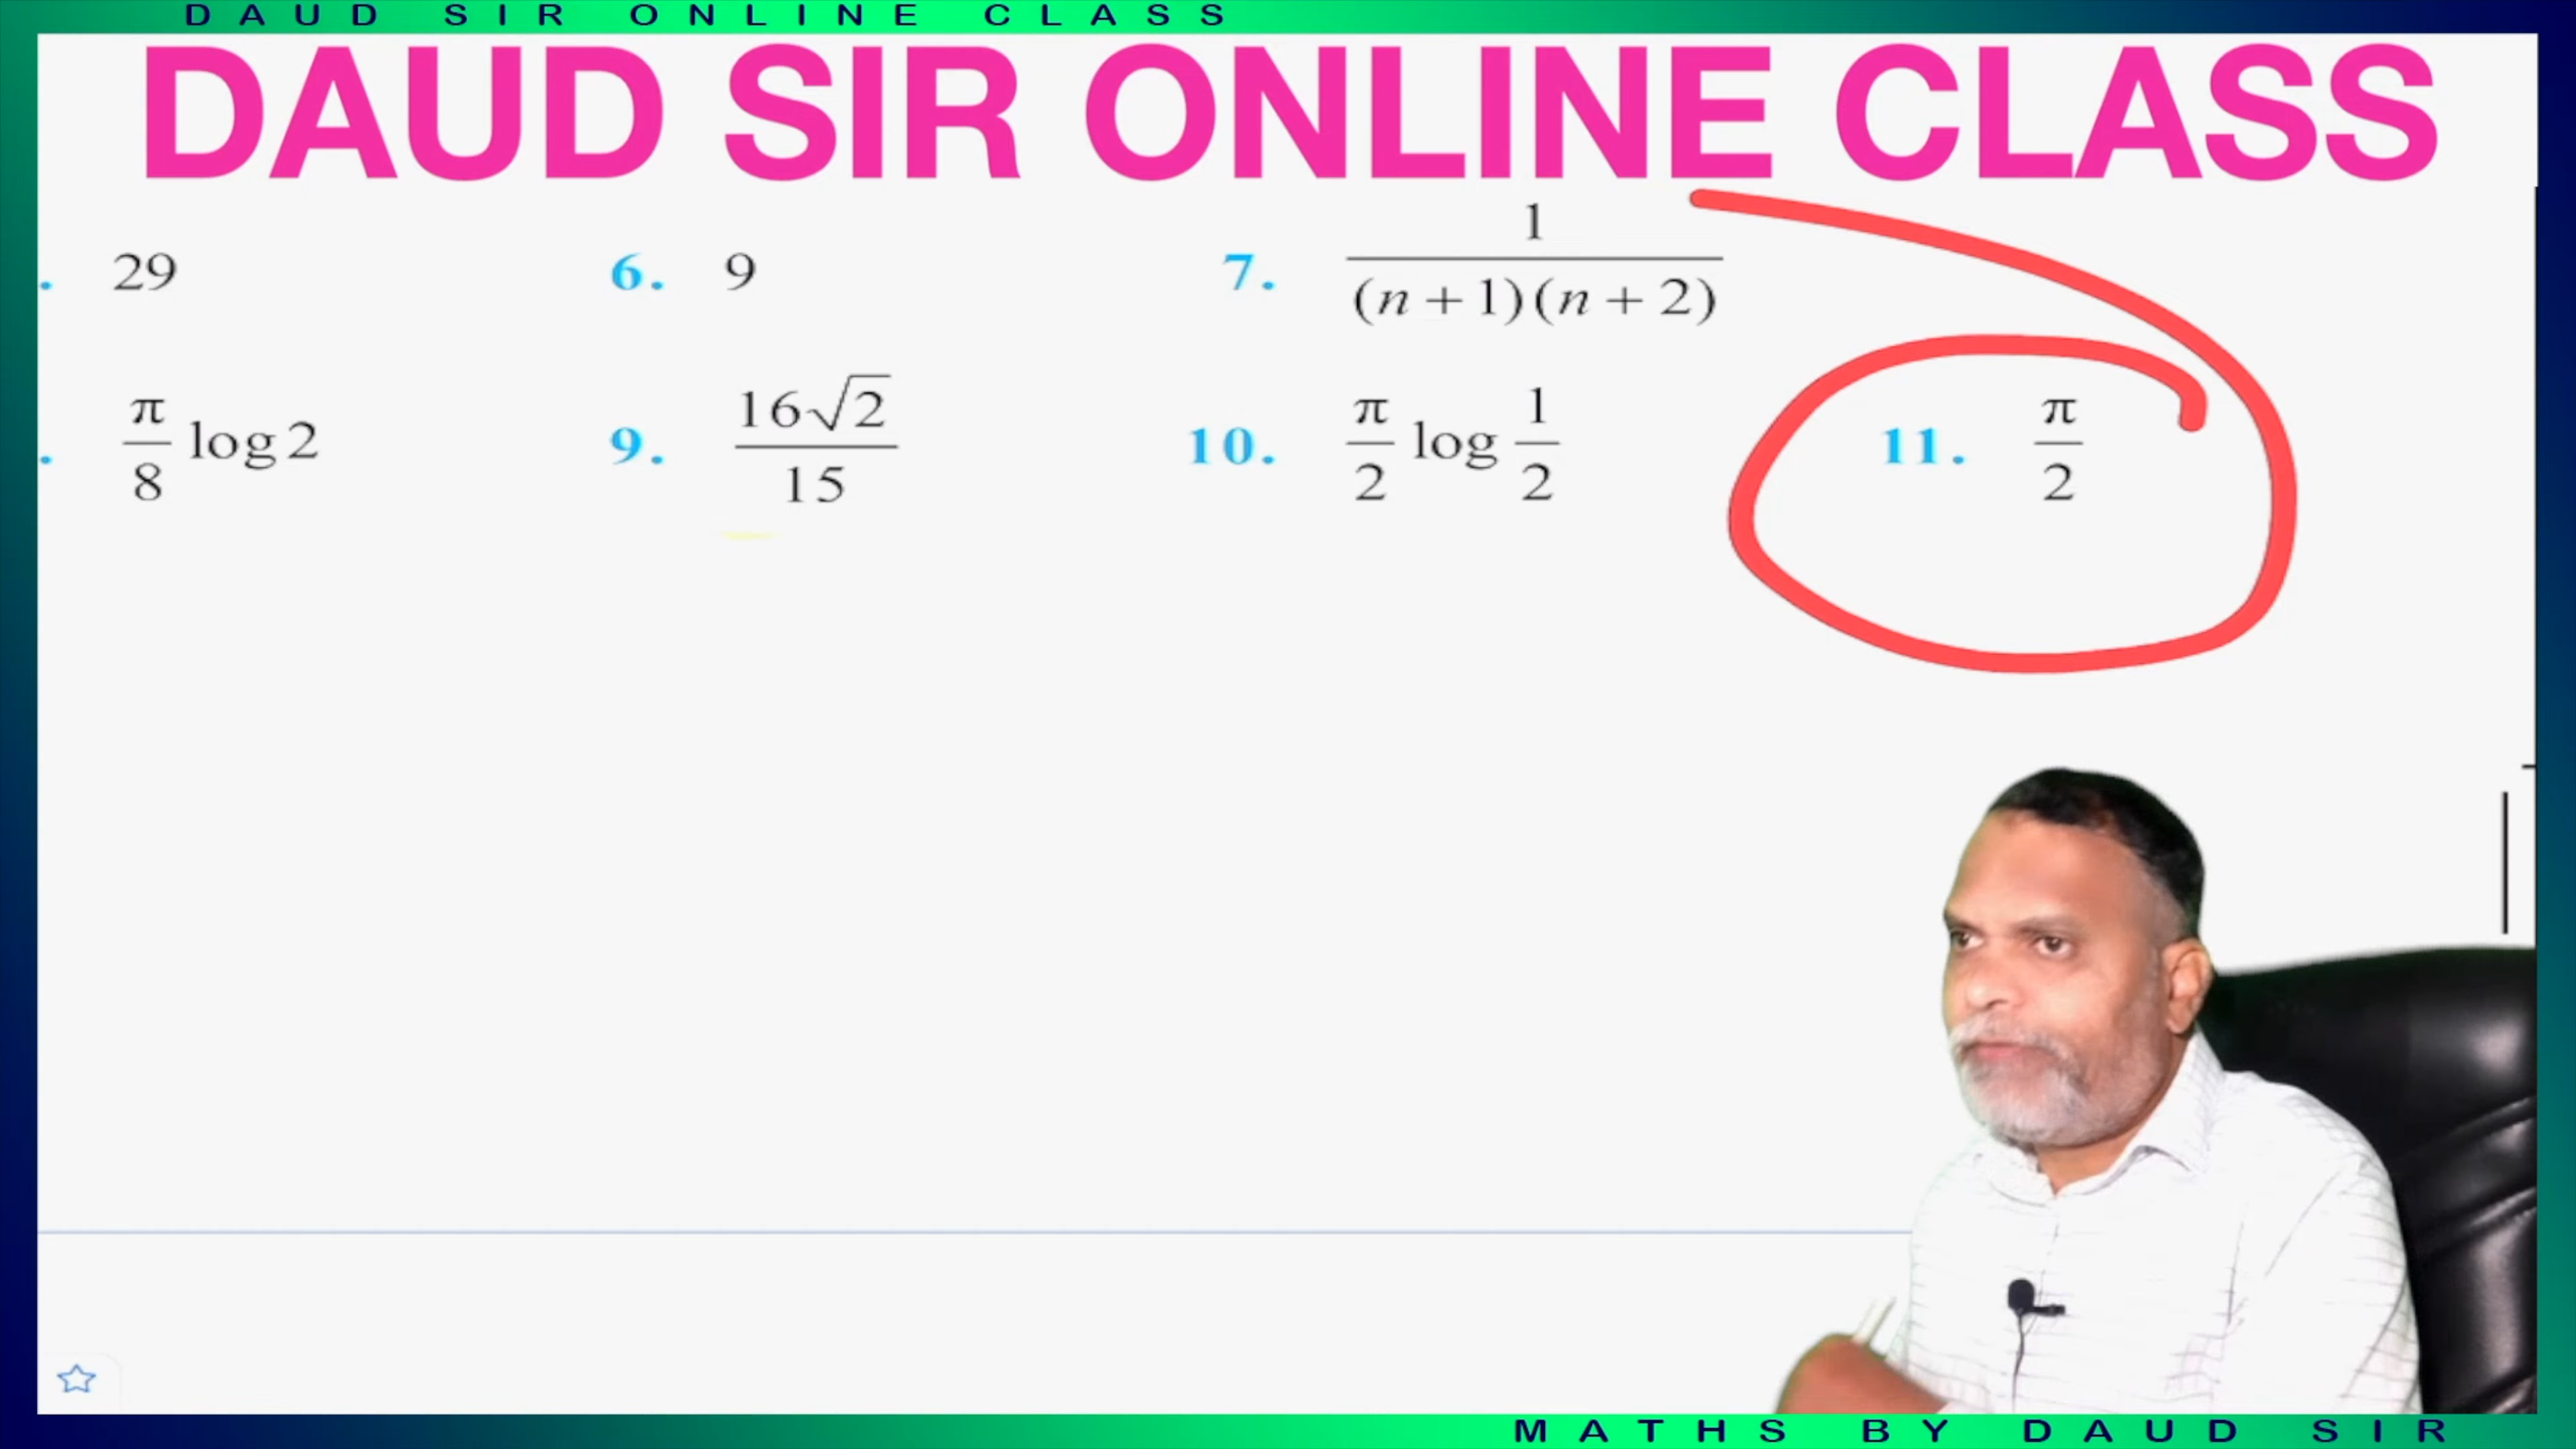 DAUD SIR ONLINE CLASS
DAUD SIR ONLINE CLASS
. 29 6. 9 7. 1/((n+1)(n+2))
. π/8 log 2 9. 16√2/15 10. π/2 log 1/2 11. π/2
MATHS BY DAUD SIR